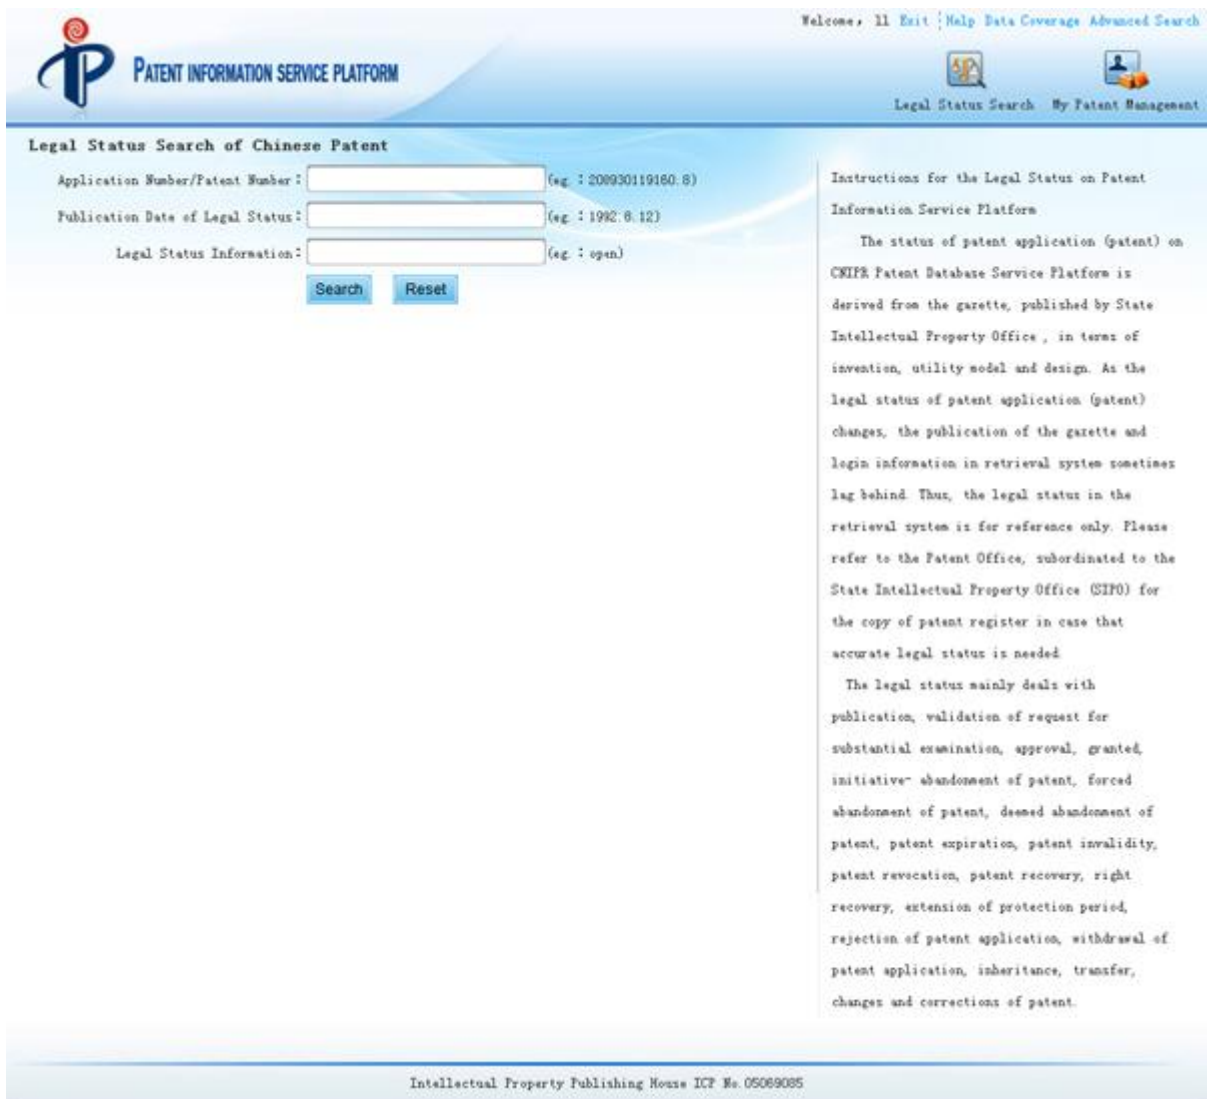 Welcome, ll Exit Help Data Coverage Advanced Search
PATENT INFORMATION SERVICE PLATFORM
Legal Status Search My Patent Management
Legal Status Search of Chinese Patent
Application Number/Patent Number: (eg.:200930119160.8)
Publication Date of Legal Status: (eg.:1992.8.12)
Legal Status Information: (eg.:open)
Search Reset
Instructions for the Legal Status on Patent
Information Service Platform
The status of patent application (patent) on
CNIPR Patent Database Service Platform is
derived from the gazette, published by State
Intellectual Property Office , in terms of
invention, utility model and design. As the
legal status of patent application (patent)
changes, the publication of the gazette and
login information in retrieval system sometimes
lag behind. Thus, the legal status in the
retrieval system is for reference only. Please
refer to the Patent Office, subordinated to the
State Intellectual Property Office (SIPO) for
the copy of patent register in case that
accurate legal status is needed.
The legal status mainly deals with
publication, validation of request for
substantial examination, approval, granted,
initiative- abandonment of patent, forced
abandonment of patent, deemed abandonment of
patent, patent expiration, patent invalidity,
patent revocation, patent recovery, right
recovery, extension of protection period,
rejection of patent application, withdrawal of
patent application, inheritance, transfer,
changes and corrections of patent.
Intellectual Property Publishing House ICP No.05069085